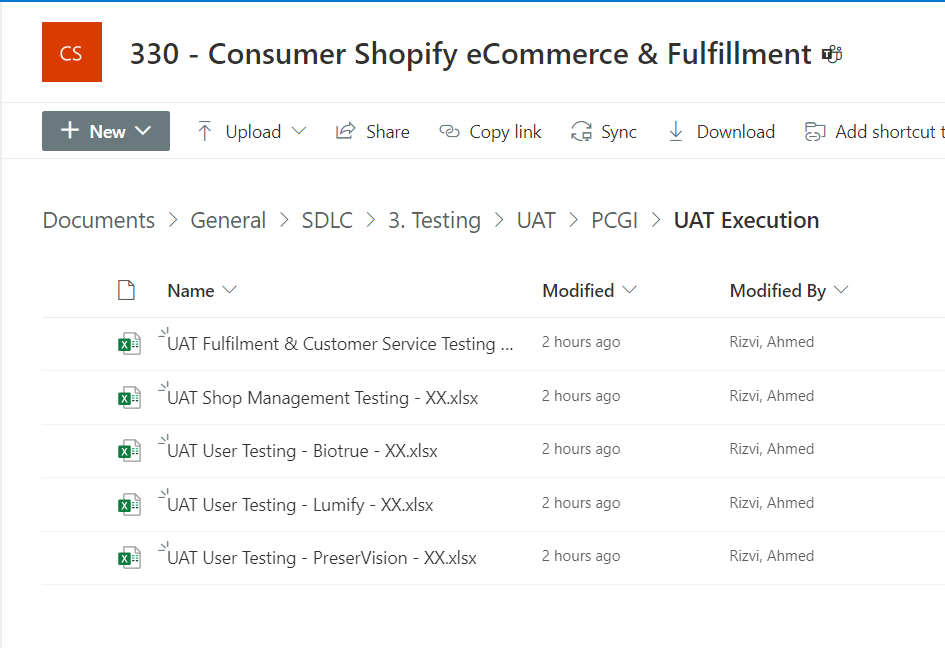 CS
330 - Consumer Shopify eCommerce & Fulfillment
New Upload Share Copy link Sync Download Add shortcut t
Documents > General > SDLC > 3. Testing > UAT > PCGI > UAT Execution
Name Modified Modified By
UAT Fulfilment & Customer Service Testing ... 2 hours ago Rizvi, Ahmed
UAT Shop Management Testing - XX.xlsx 2 hours ago Rizvi, Ahmed
UAT User Testing - Biotrue - XX.xlsx 2 hours ago Rizvi, Ahmed
UAT User Testing - Lumify - XX.xlsx 2 hours ago Rizvi, Ahmed
UAT User Testing - PreserVision - XX.xlsx 2 hours ago Rizvi, Ahmed